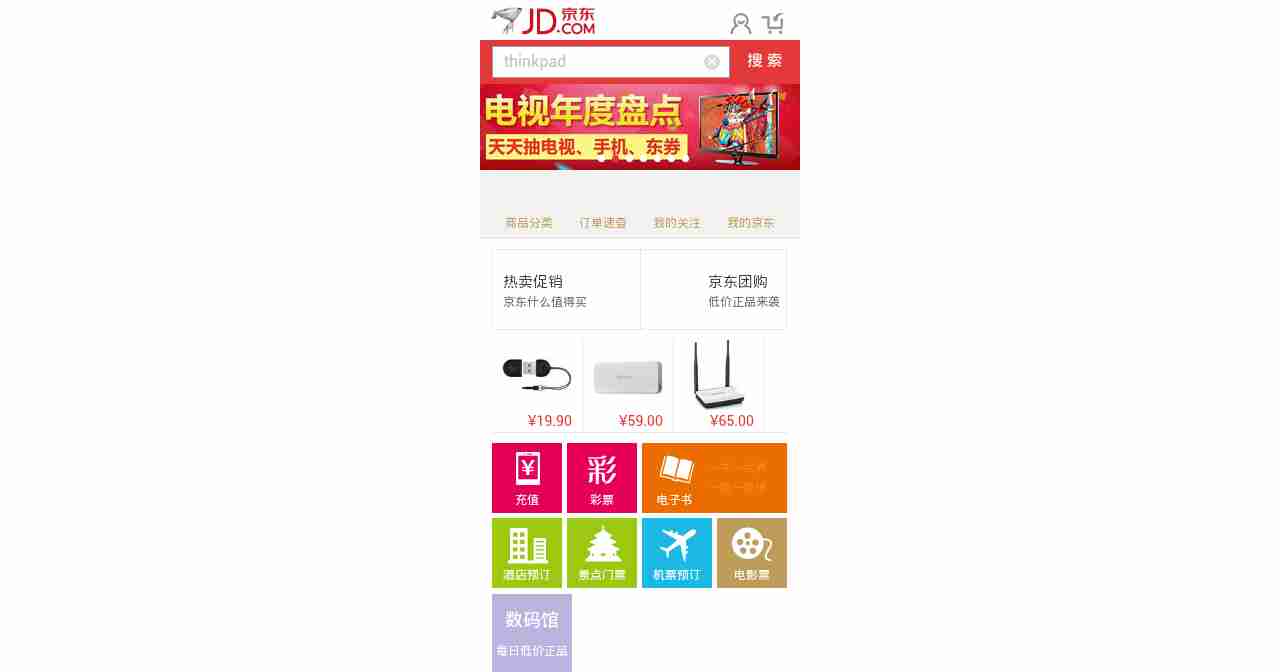 JD 京东
.COM
thinkpad
搜 索
电视年度盘点
天天抽电视、手机、东券
商品分类 订单速查 我的关注 我的京东
热卖促销 京东团购
京东什么值得买 低价正品来袭
¥19.90 ¥59.00 ¥65.00
¥ 彩
充值 彩票 电子书
酒店预订 景点门票 机票预订 电影票
数码馆
每日低价正品